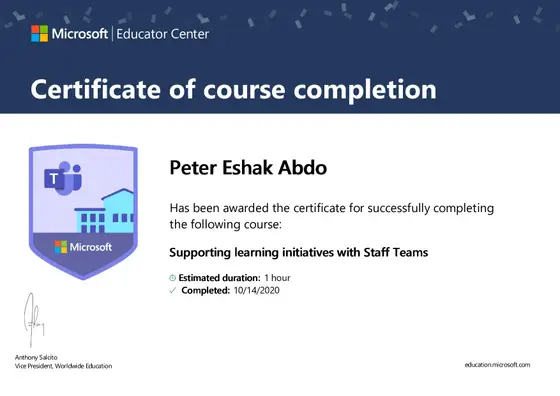 Microsoft | Educator Center
Certificate of course completion
T
Microsoft
Peter Eshak Abdo
Has been awarded the certificate for successfully completing
the following course:
Supporting learning initiatives with Staff Teams
Estimated duration: 1 hour
Completed: 10/14/2020
Anthony Salcito
Vice President, Worldwide Education
education.microsoft.com